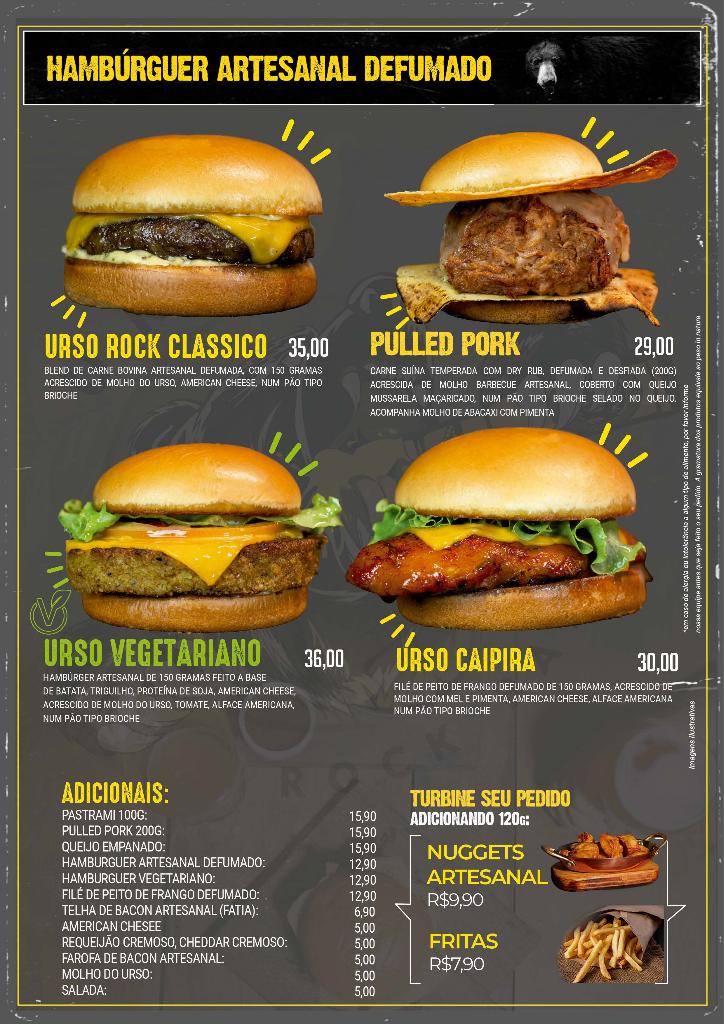 HAMBÚRGUER ARTESANAL DEFUMADO
URSO ROCK CLASSICO 35,00
BLEND DE CARNE BOVINA ARTESANAL DEFUMADA, COM 150 GRAMAS
ACRESCIDO DE MOLHO DO URSO, AMERICAN CHEESE, NUM PÃO TIPO
BRIOCHE
PULLED PORK 29,00
CARNE SUÍNA TEMPERADA COM DRY RUB, DEFUMADA E DESFIADA (200G)
ACRESCIDA DE MOLHO BARBECUE ARTESANAL, COBERTO COM QUEIJO
MUSSARELA MAÇARICADO, NUM PÃO TIPO BRIOCHE SELADO NO QUEIJO.
ACOMPANHA MOLHO DE ABACAXI COM PIMENTA
URSO VEGETARIANO 36,00
HAMBÚRGER ARTESANAL DE 150 GRAMAS FEITO A BASE
DE BATATA, TRIGUILHO, PROTEÍNA DE SOJA, AMERICAN CHEESE,
ACRESCIDO DE MOLHO DO URSO, TOMATE, ALFACE AMERICANA,
NUM PÃO TIPO BRIOCHE
URSO CAIPIRA 30,00
FILÉ DE PEITO DE FRANGO DEFUMADO DE 150 GRAMAS, ACRESCIDO DE
MOLHO COM MEL E PIMENTA, AMERICAN CHEESE, ALFACE AMERICANA
NUM PÃO TIPO BRIOCHE
*em caso de alergia ou intolerância a algum tipo de alimento, por favor informe
nossa equipe antes que seja feito o seu pedido. A gramatura dos produtos equivale ao peso in natura
Imagens ilustrativas
ROCK
ADICIONAIS:
PASTRAMI 100G: 15,90
PULLED PORK 200G: 15,90
QUEIJO EMPANADO: 15,90
HAMBURGUER ARTESANAL DEFUMADO: 12,90
HAMBURGUER VEGETARIANO: 12,90
FILÉ DE PEITO DE FRANGO DEFUMADO: 12,90
TELHA DE BACON ARTESANAL (FATIA): 6,90
AMERICAN CHESEE 5,00
REQUEIJÃO CREMOSO, CHEDDAR CREMOSO: 5,00
FAROFA DE BACON ARTESANAL: 5,00
MOLHO DO URSO: 5,00
SALADA: 5,00
TURBINE SEU PEDIDO
ADICIONANDO 120G:
NUGGETS
ARTESANAL
R$9,90
FRITAS
R$7,90